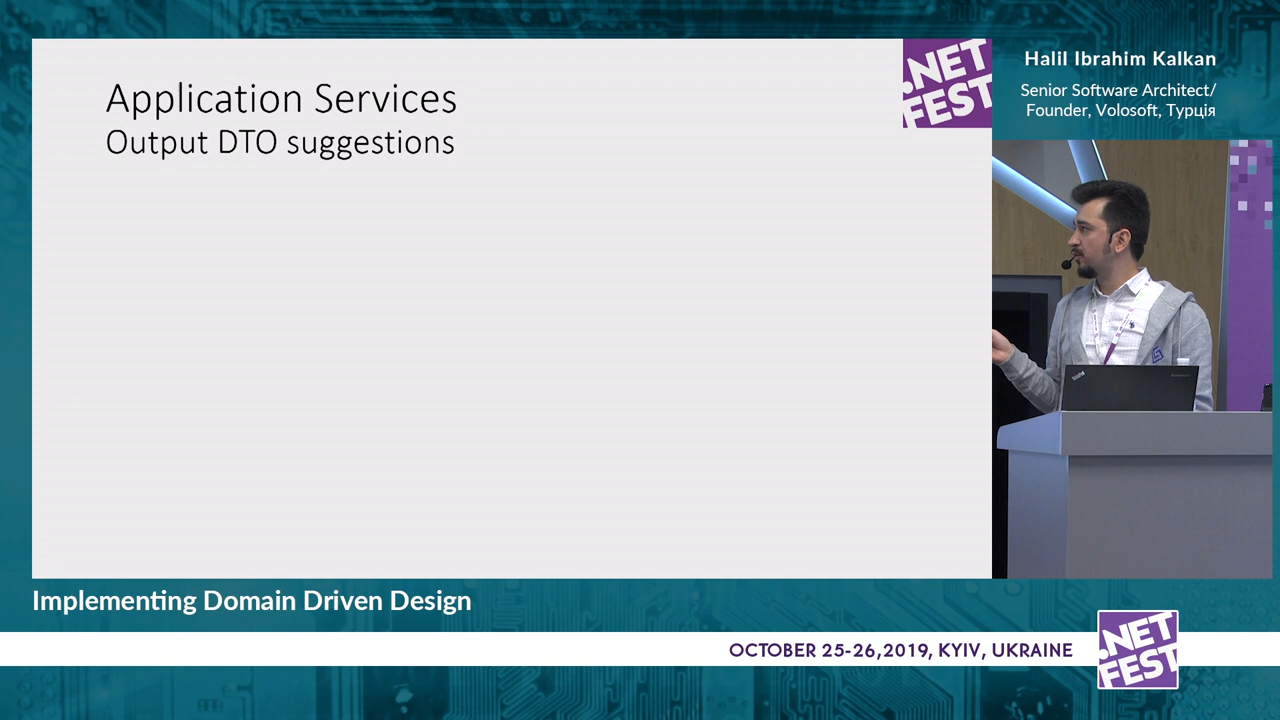 Application Services
Output DTO suggestions
.NET
FEST
Halil Ibrahim Kalkan
Senior Software Architect/
Founder, Volosoft, Турція
ThinkPad
Implementing Domain Driven Design
OCTOBER 25-26,2019, KYIV, UKRAINE
.NET
FEST